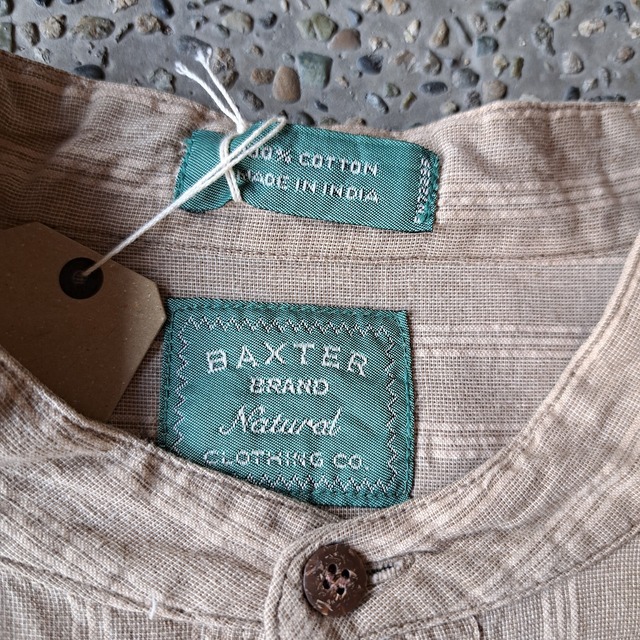 100% COTTON
MADE IN INDIA
BAXTER
BRAND
Natural
CLOTHING CO.